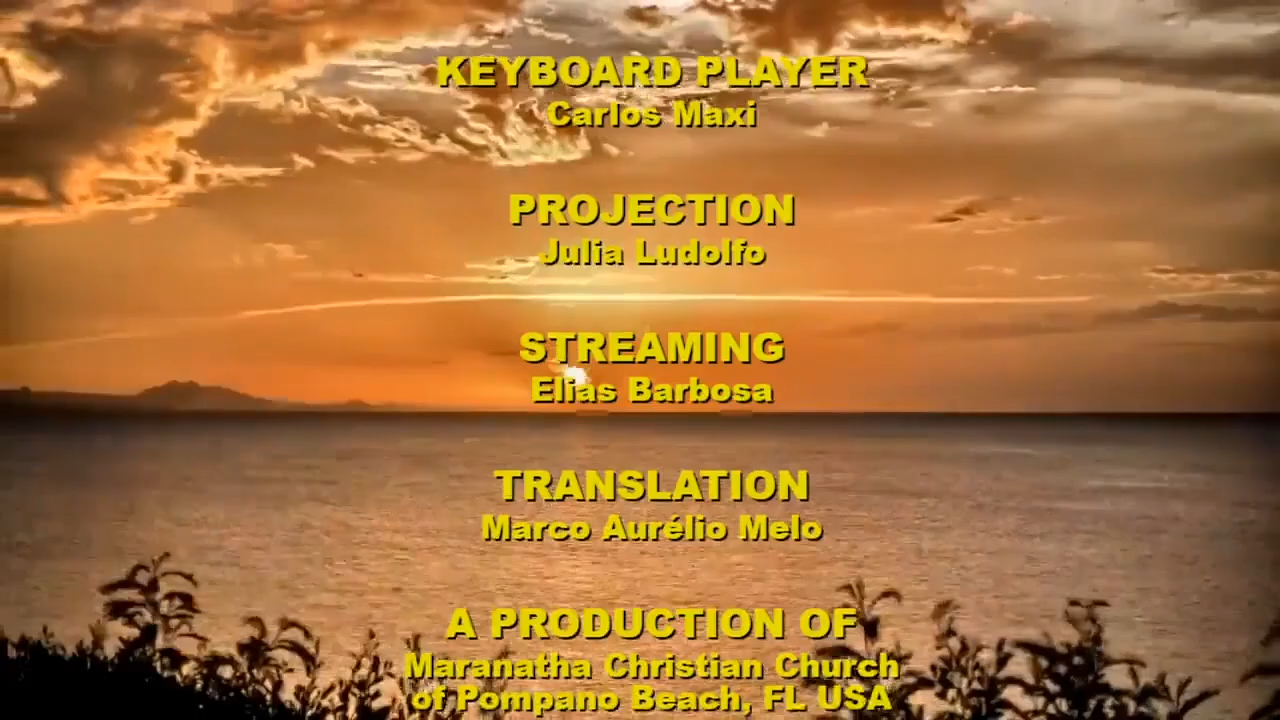 KEYBOARD PLAYER
Carlos Maxi
PROJECTION
Julia Ludolfo
STREAMING
Elias Barbosa
TRANSLATION
Marco Aurélio Melo
A PRODUCTION OF
Maranatha Christian Church
of Pompano Beach, FL USA